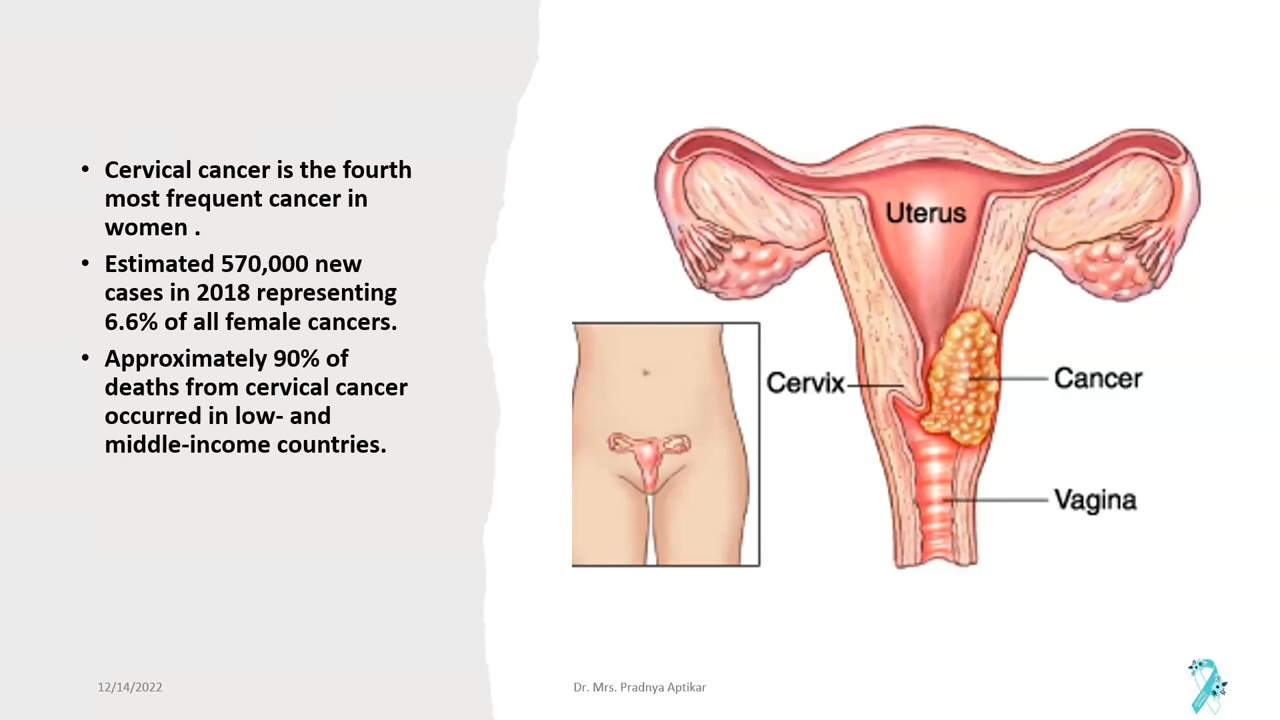 • Cervical cancer is the fourth
most frequent cancer in
women .
• Estimated 570,000 new
cases in 2018 representing
6.6% of all female cancers.
• Approximately 90% of
deaths from cervical cancer
occurred in low- and
middle-income countries.
Uterus
Cervix
Cancer
Vagina
12/14/2022
Dr. Mrs. Pradnya Aptikar